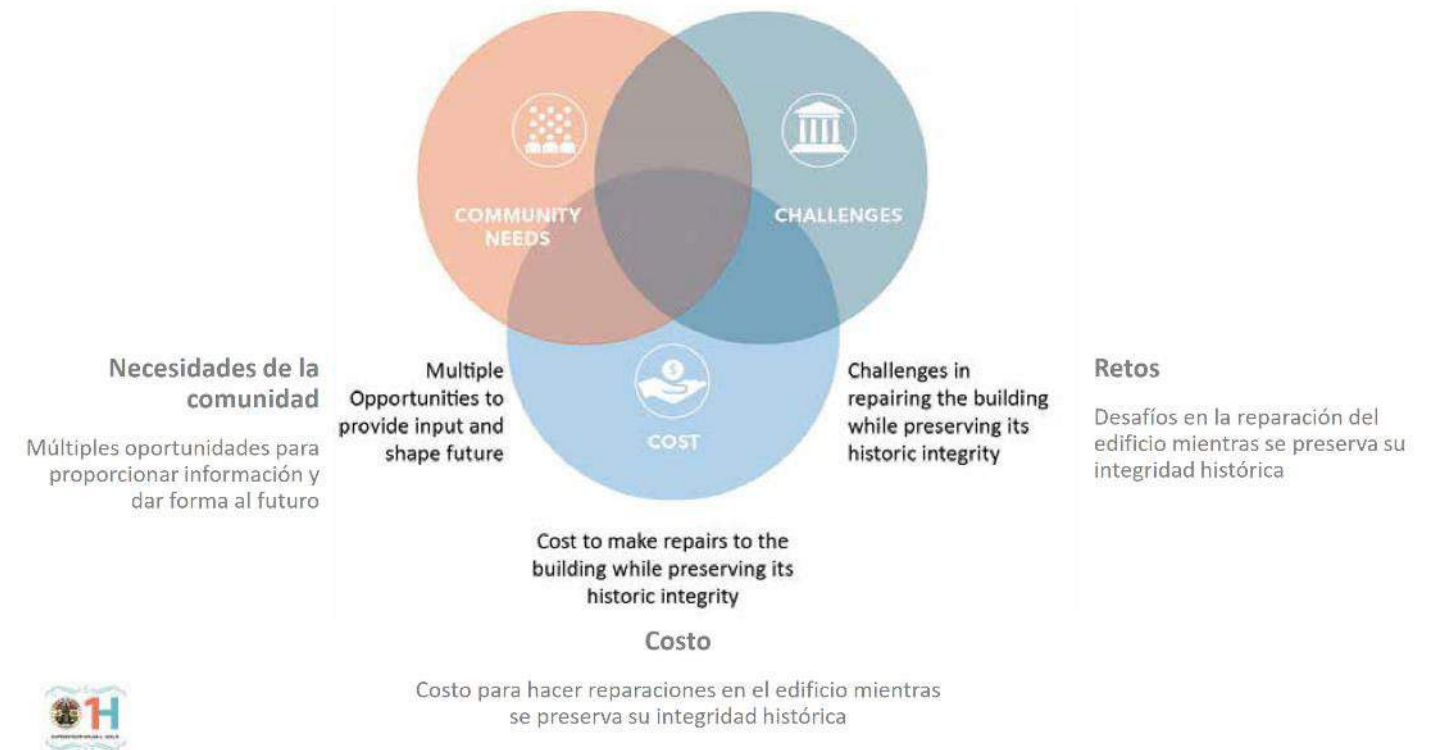 COMMUNITY
NEEDS
CHALLENGES
COST
Necesidades de la
comunidad
Múltiples oportunidades para
proporcionar información y
dar forma al futuro
Multiple
Opportunities to
provide input and
shape future
Challenges in
repairing the building
while preserving its
historic integrity
Retos
Desafíos en la reparación del
edificio mientras se preserva su
integridad histórica
Cost to make repairs to the
building while preserving its
historic integrity
Costo
Costo para hacer reparaciones en el edificio mientras
se preserva su integridad histórica
$
1H